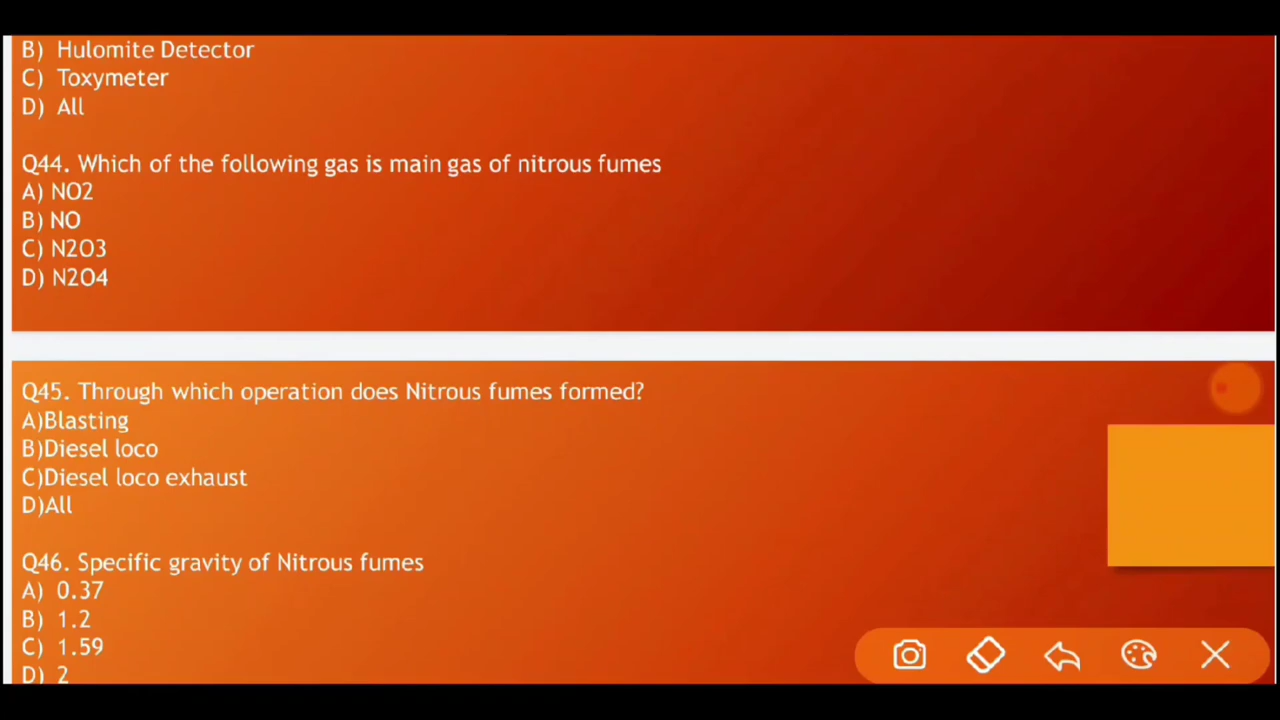 B) Hulomite Detector
C) Toxymeter
D) All
Q44. Which of the following gas is main gas of nitrous fumes
A) NO2
B) NO
C) N2O3
D) N2O4
Q45. Through which operation does Nitrous fumes formed?
A)Blasting
B)Diesel loco
C)Diesel loco exhaust
D)All
Q46. Specific gravity of Nitrous fumes
A) 0.37
B) 1.2
C) 1.59
D) 2